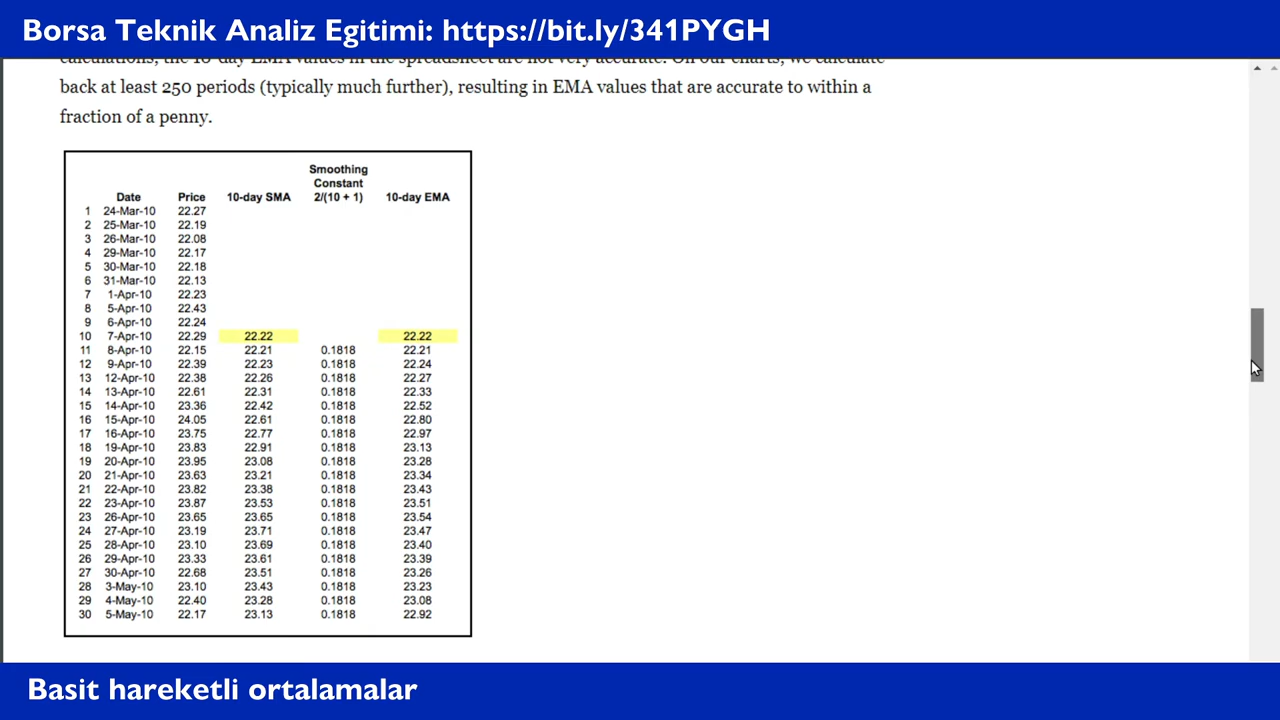 Borsa Teknik Analiz Egitimi: https://bit.ly/341PYGH
calculations, the 10-day EMA values in the spreadsheet are not very accurate. On our charts, we calculate
back at least 250 periods (typically much further), resulting in EMA values that are accurate to within a
fraction of a penny.
Smoothing
Constant
Date Price 10-day SMA 2/(10 + 1) 10-day EMA
1 24-Mar-10 22.27
2 25-Mar-10 22.19
3 26-Mar-10 22.08
4 29-Mar-10 22.17
5 30-Mar-10 22.18
6 31-Mar-10 22.13
7 1-Apr-10 22.23
8 5-Apr-10 22.43
9 6-Apr-10 22.24
10 7-Apr-10 22.29 22.22 22.22
11 8-Apr-10 22.15 22.21 0.1818 22.21
12 9-Apr-10 22.39 22.23 0.1818 22.24
13 12-Apr-10 22.38 22.26 0.1818 22.27
14 13-Apr-10 22.61 22.31 0.1818 22.33
15 14-Apr-10 23.36 22.42 0.1818 22.52
16 15-Apr-10 24.05 22.61 0.1818 22.80
17 16-Apr-10 23.75 22.77 0.1818 22.97
18 19-Apr-10 23.83 22.91 0.1818 23.13
19 20-Apr-10 23.95 23.08 0.1818 23.28
20 21-Apr-10 23.63 23.21 0.1818 23.34
21 22-Apr-10 23.82 23.38 0.1818 23.43
22 23-Apr-10 23.87 23.53 0.1818 23.51
23 26-Apr-10 23.65 23.65 0.1818 23.54
24 27-Apr-10 23.19 23.71 0.1818 23.47
25 28-Apr-10 23.10 23.69 0.1818 23.40
26 29-Apr-10 23.33 23.61 0.1818 23.39
27 30-Apr-10 22.68 23.51 0.1818 23.26
28 3-May-10 23.10 23.43 0.1818 23.23
29 4-May-10 22.40 23.28 0.1818 23.08
30 5-May-10 22.17 23.13 0.1818 22.92
Basit hareketli ortalamalar